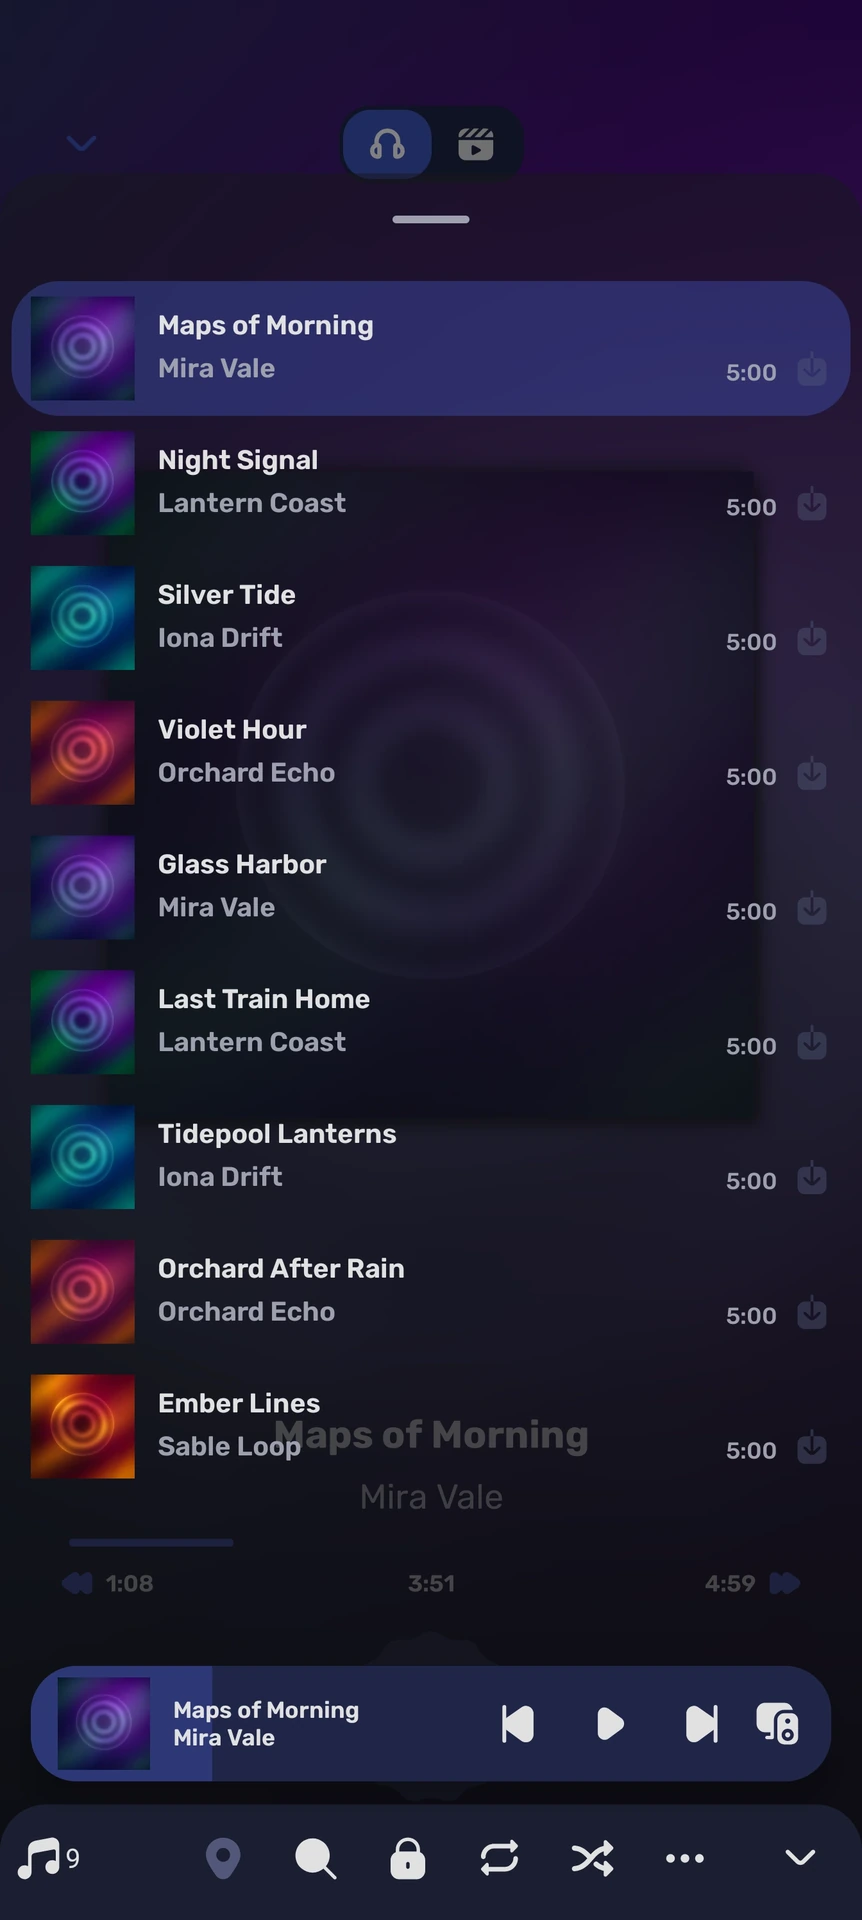 Maps of Morning
Mira Vale
5:00
Night Signal
Lantern Coast
5:00
Silver Tide
Iona Drift
5:00
Violet Hour
Orchard Echo
5:00
Glass Harbor
Mira Vale
5:00
Last Train Home
Lantern Coast
5:00
Tidepool Lanterns
Iona Drift
5:00
Orchard After Rain
Orchard Echo
5:00
Ember Lines
Sable Loop
5:00
Maps of Morning
Mira Vale
1:08 3:51 4:59
Maps of Morning
Mira Vale
9